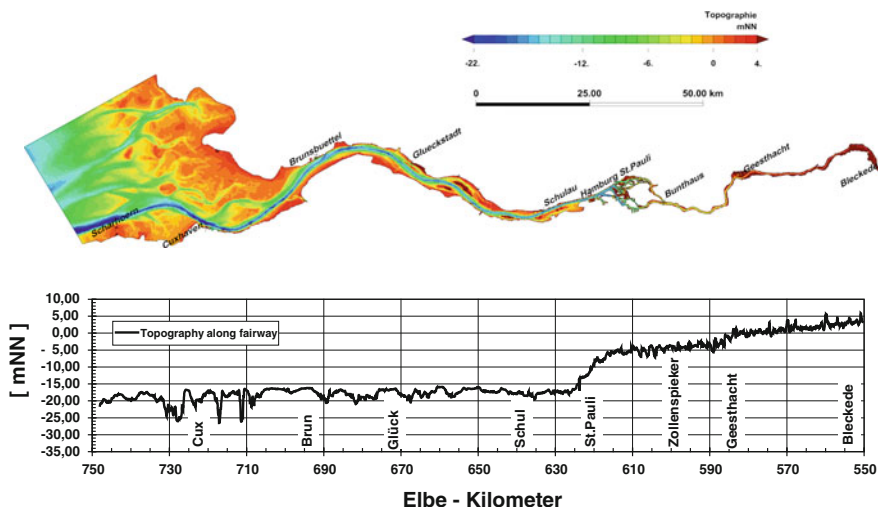 Topographie
mNN
-22. -12. -6. 0 4.
0 25.00 50.00 km
Scharhoern
Cuxhaven
Brunsbuettel
Glueckstadt
Schulau
Hamburg St.Pauli
Bunthaus
Geesthacht
Bleckede
[ mNN ]
10,00
5,00
0,00
- 5,00
-10,00
-15,00
-20,00
-25,00
-30,00
-35,00
Topography along fairway
Cux
Brun
Glück
Schul
St.Pauli
Zollenspieker
Geesthacht
Bleckede
750 730 710 690 670 650 630 610 590 570 550
Elbe - Kilometer